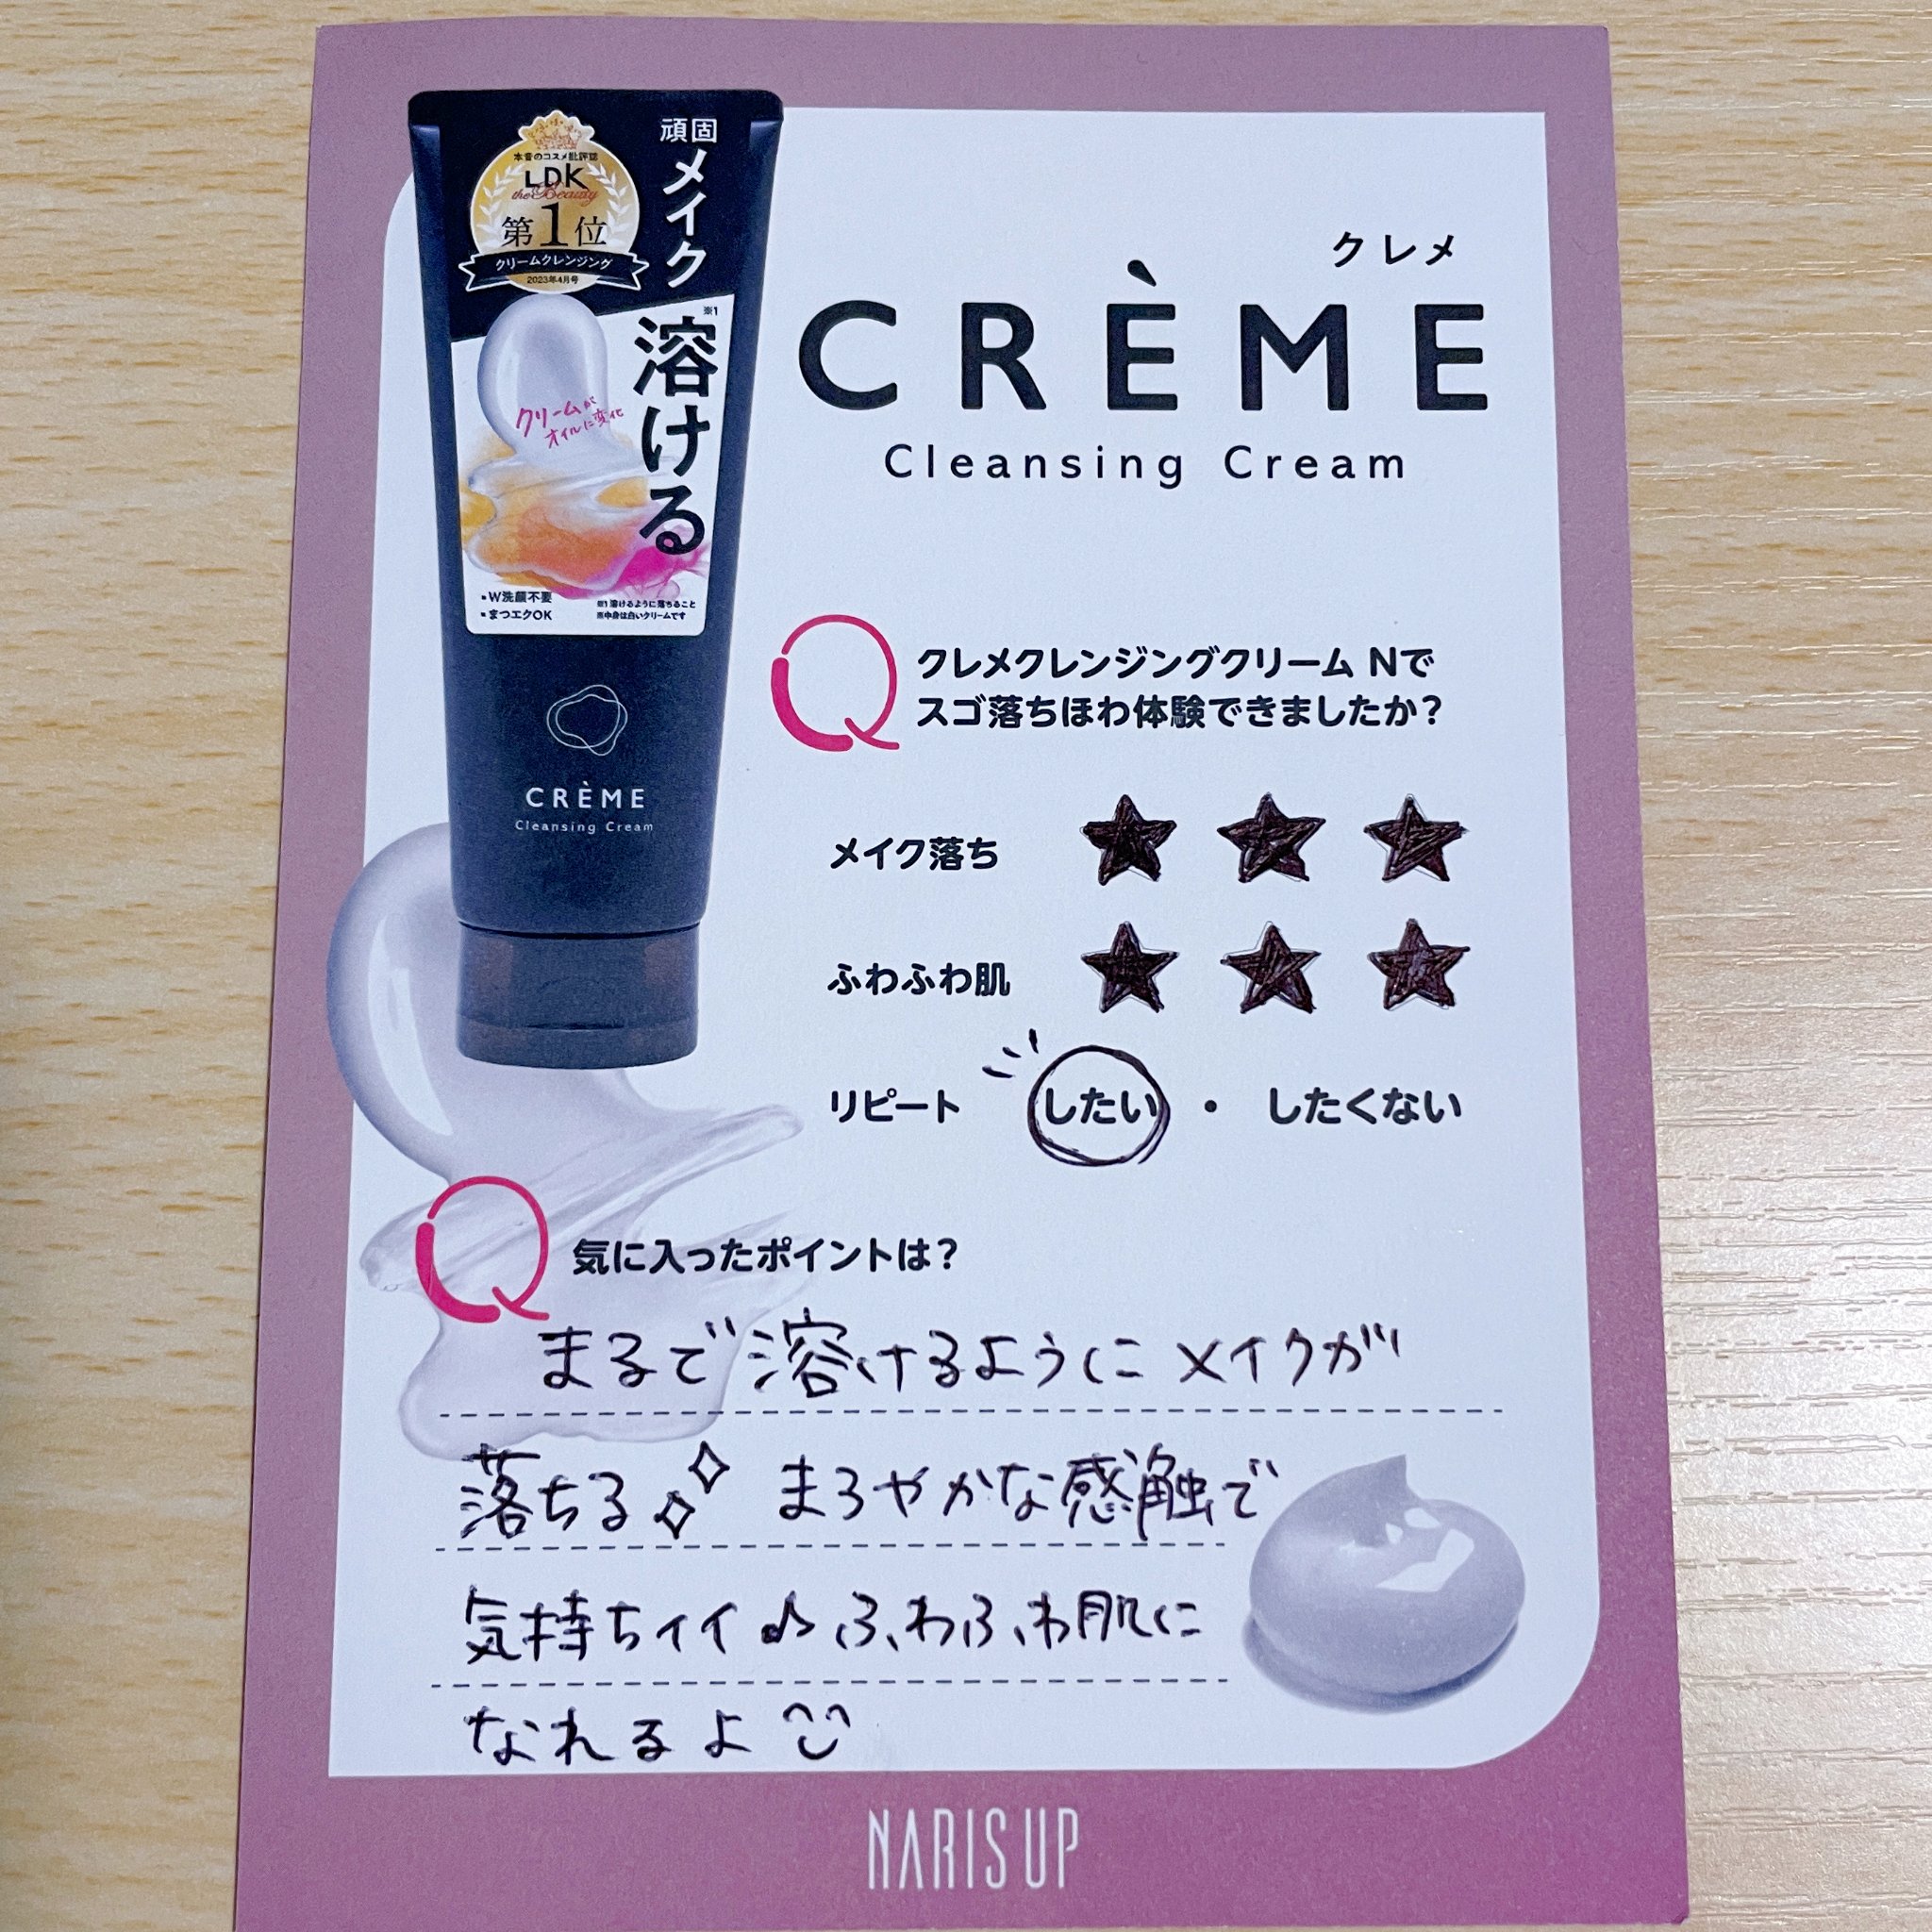 本音のコスメ批評誌
LDK
the Beauty
第1位
クリームクレンジング
2023年4月号
頑固
メイク
※1
溶ける
クリームが
オイルに変化
▪W洗顔不要
▪まつエクOK
※1 溶けるように落ちること
※中身は白いクリームです
CRÈME
Cleansing Cream
クレメ
CRÈME
Cleansing Cream
Q クレメクレンジングクリーム Nで
スゴ落ちほわ体験できましたか？
メイク落ち ★ ★ ★
ふわふわ肌 ★ ★ ★
リピート したい ・ したくない
Q 気に入ったポイントは？
まるで溶けるようにメイクが
落ちる まろやかな感触で
気持ちイイ♪ふわふわ肌に
なれるよ
NARIS UP